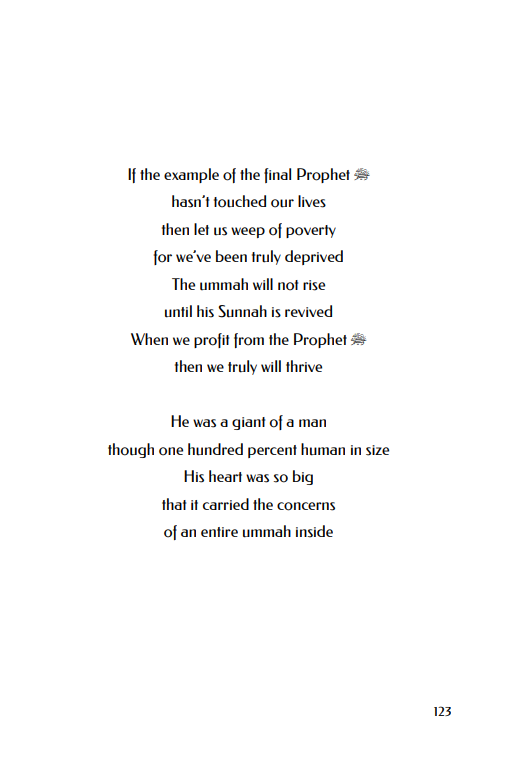 If the example of the final Prophet ﷺ
hasn't touched our lives
then let us weep of poverty
for we've been truly deprived
The ummah will not rise
until his Sunnah is revived
When we profit from the Prophet ﷺ
then we truly will thrive
He was a giant of a man
though one hundred percent human in size
His heart was so big
that it carried the concerns
of an entire ummah inside
123